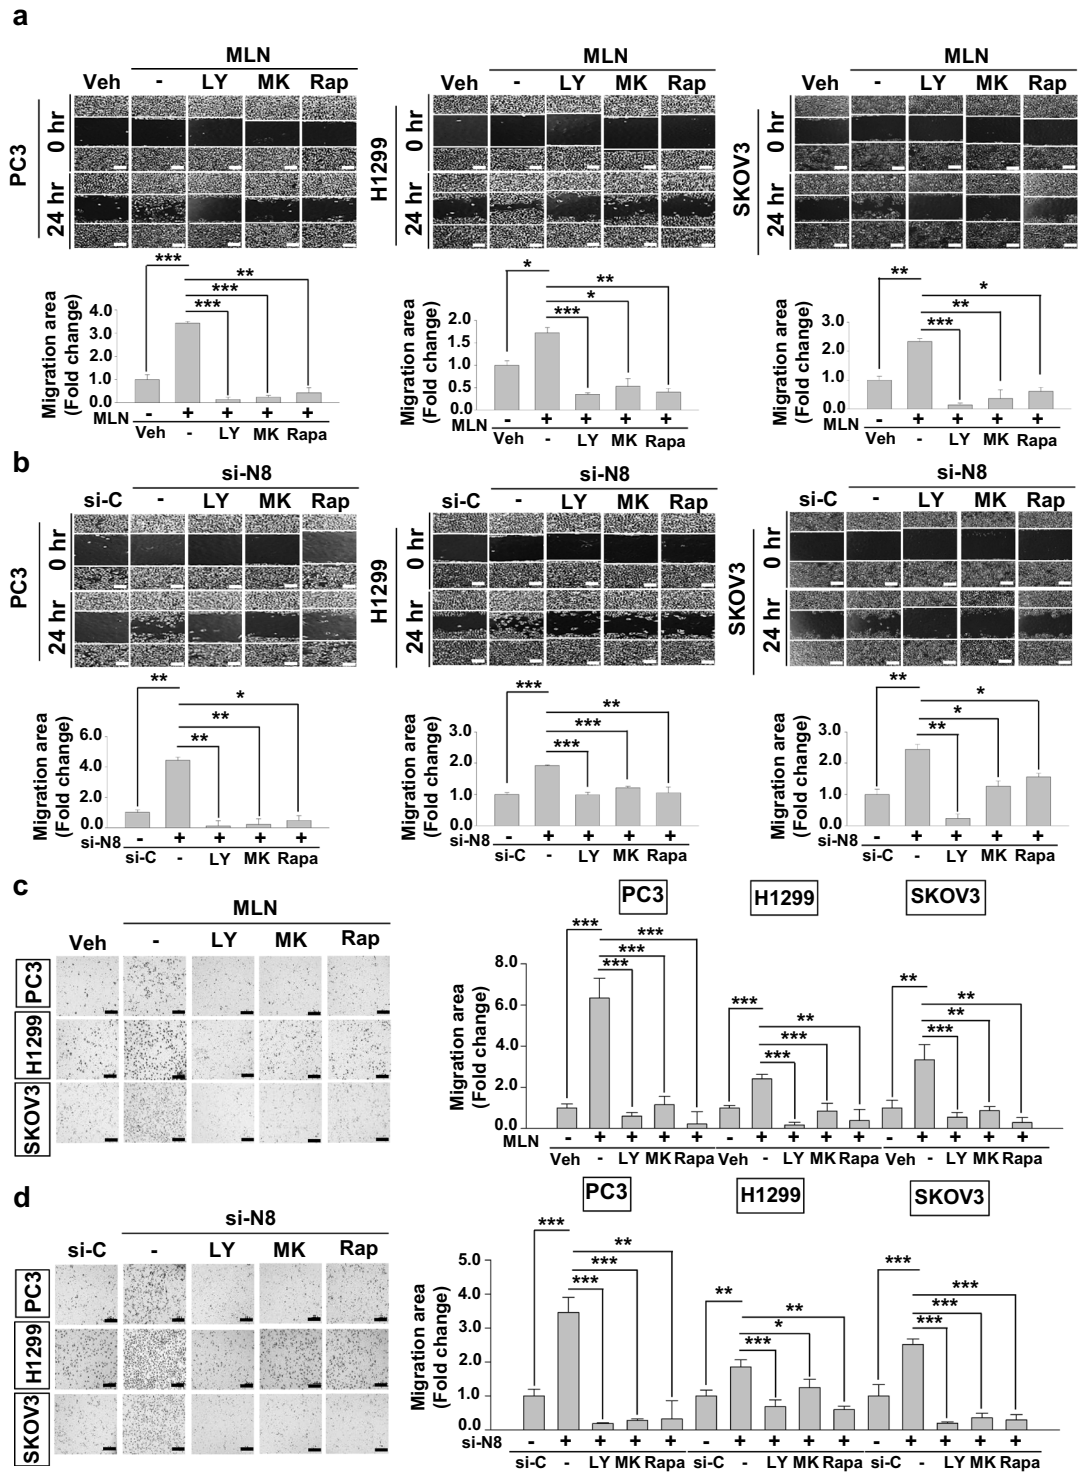 a
MLN MLN MLN
Veh - LY MK Rap Veh - LY MK Rap Veh - LY MK Rap
PC3 0 hr 24 hr
H1299 0 hr 24 hr
SKOV3 0 hr 24 hr
Migration area (Fold change)
4.0
3.0
2.0
1.0
0.0
*** *** *** **
MLN - + + + +
Veh - LY MK Rapa
Migration area (Fold change)
2.0
1.5
1.0
0.5
0.0
* *** * **
MLN - + + + +
Veh - LY MK Rapa
Migration area (Fold change)
3.0
2.0
1.0
0.0
** *** ** *
MLN - + + + +
Veh - LY MK Rapa
b
si-N8 si-N8 si-N8
si-C - LY MK Rap si-C - LY MK Rap si-C - LY MK Rap
PC3 0 hr 24 hr
H1299 0 hr 24 hr
SKOV3 0 hr 24 hr
Migration area (Fold change)
6.0
4.0
2.0
0.0
** ** ** *
si-N8 - + + + +
si-C - LY MK Rapa
Migration area (Fold change)
3.0
2.0
1.0
0.0
*** *** *** **
si-N8 - + + + +
si-C - LY MK Rapa
Migration area (Fold change)
3.0
2.0
1.0
0.0
** ** * *
si-N8 - + + + +
si-C - LY MK Rapa
c
MLN
Veh - LY MK Rap
PC3
H1299
SKOV3
PC3 H1299 SKOV3
Migration area (Fold change)
8.0
6.0
4.0
2.0
0.0
*** *** *** ***
*** *** *** **
** *** ** **
MLN - + + + + - + + + + - + + + +
Veh - LY MK Rapa Veh - LY MK Rapa Veh - LY MK Rapa
d
si-N8
si-C - LY MK Rap
PC3
H1299
SKOV3
PC3 H1299 SKOV3
Migration area (Fold change)
5.0
4.0
3.0
2.0
1.0
0.0
*** *** *** **
** *** * **
*** *** *** ***
si-N8 - + + + + - + + + + - + + + +
si-C - LY MK Rapa si-C - LY MK Rapa si-C - LY MK Rapa